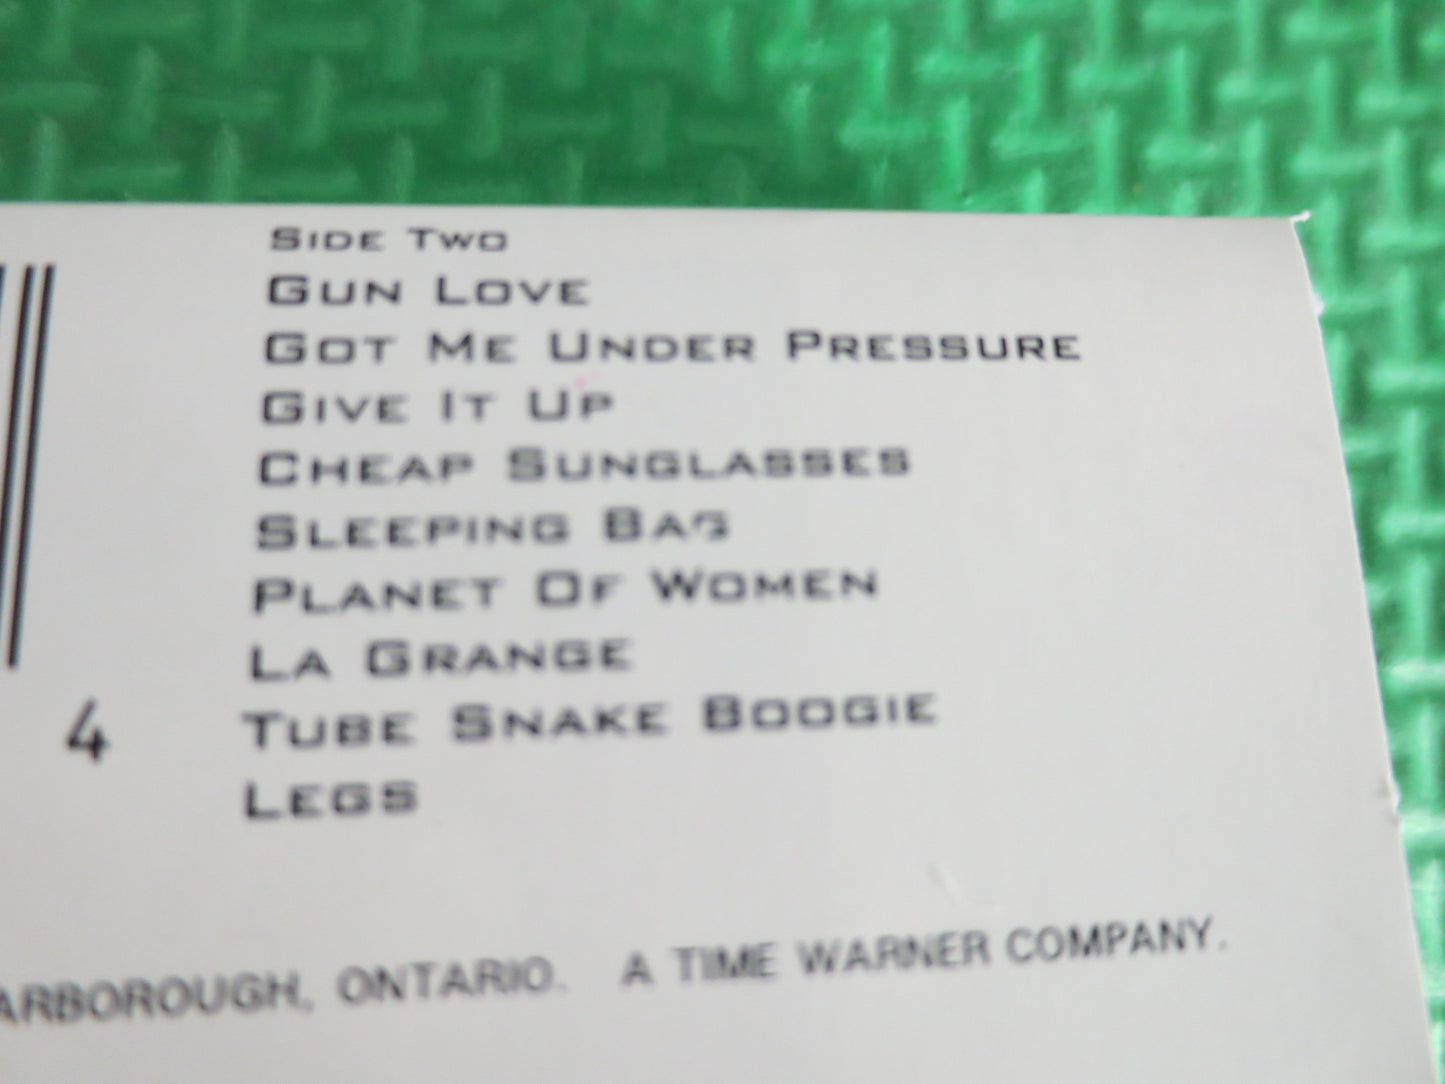 SIDE TWO
GUN LOVE
GOT ME UNDER PRESSURE
GIVE IT UP
CHEAP SUNGLASSES
SLEEPING BAG
PLANET OF WOMEN
LA GRANGE
4 TUBE SNAKE BOOGIE
LEGS
ARBOROUGH, ONTARIO. A TIME WARNER COMPANY.